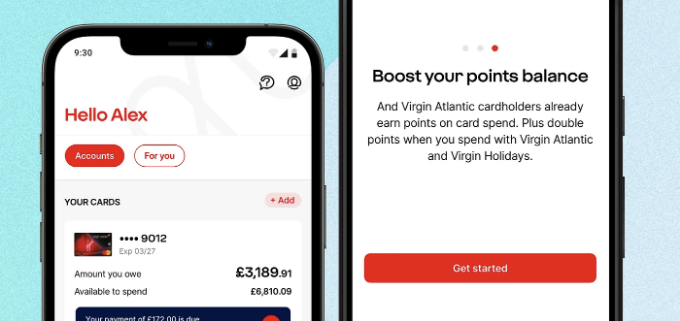 9:30
Hello Alex
Accounts
For you
YOUR CARDS
+ Add
•••• 9012
Exp 03/27
Amount you owe
£3,189.91
Available to spend
£6,810.09
Your payment of £172.00 is due
Boost your points balance
And Virgin Atlantic cardholders already
earn points on card spend. Plus double
points when you spend with Virgin Atlantic
and Virgin Holidays.
Get started